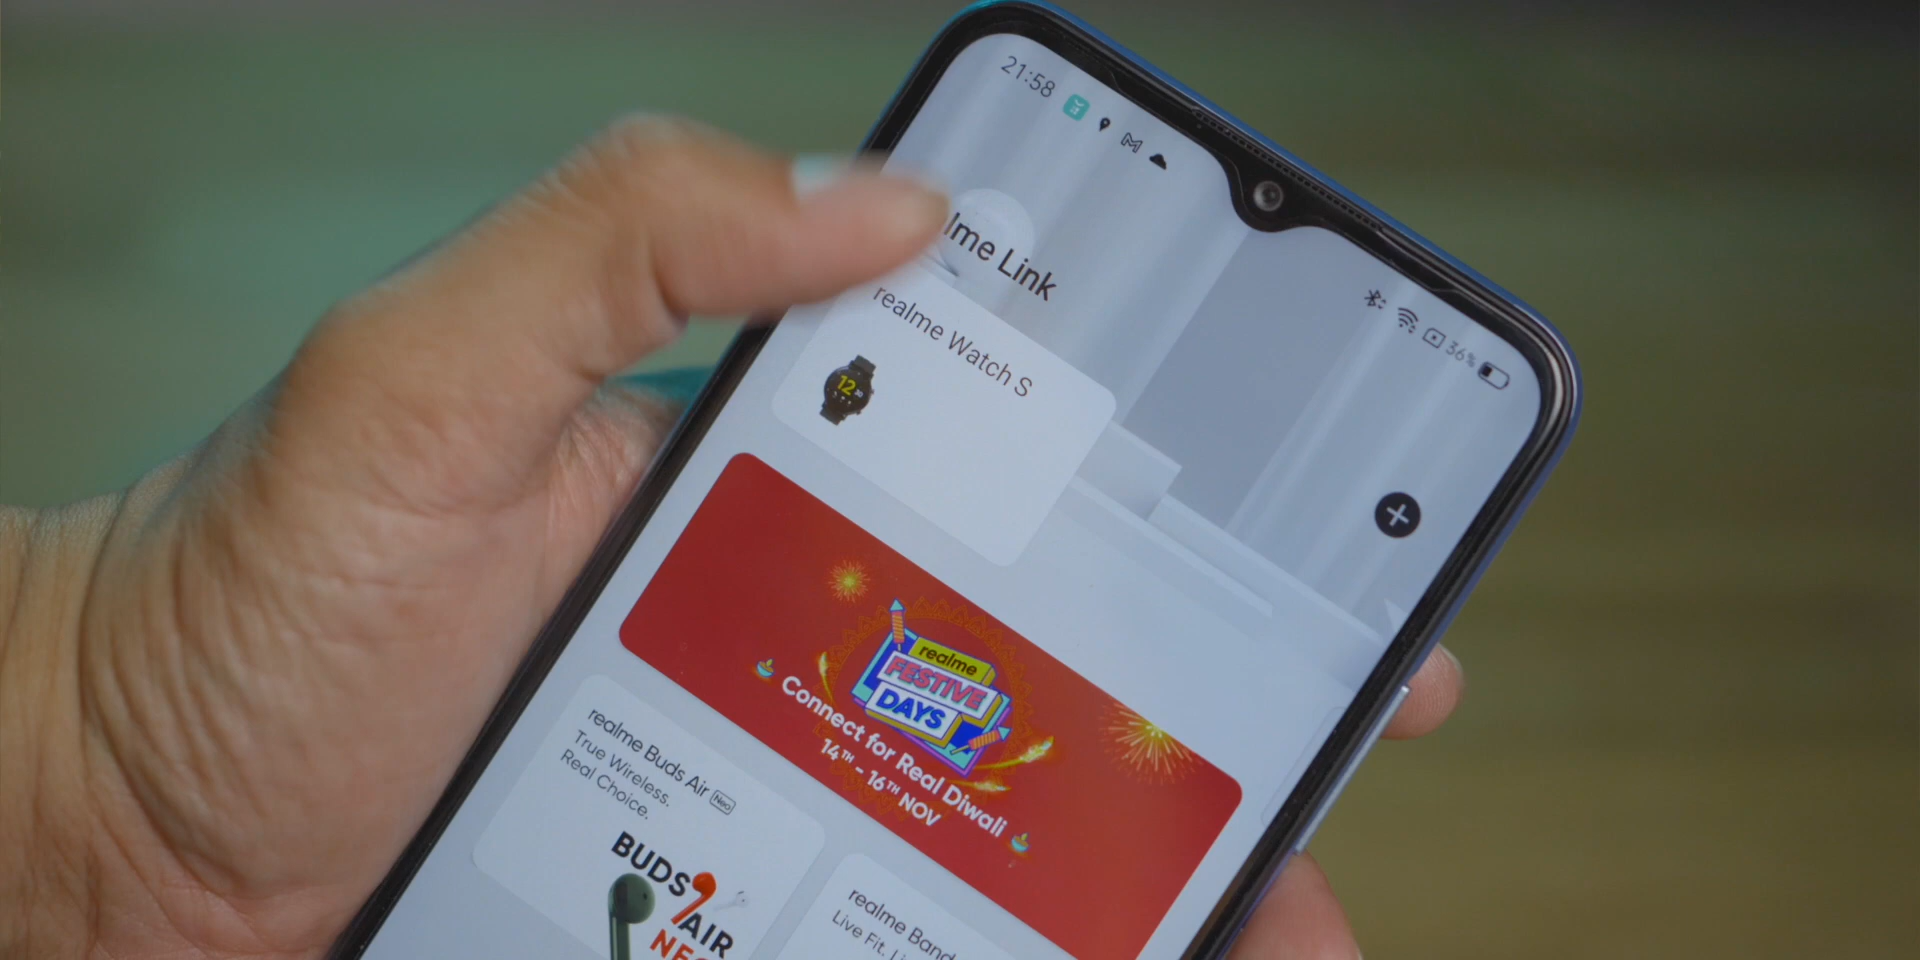 21:58
36%
lme Link
realme Watch S
12
realme
FESTIVE
DAYS
Connect for Real Diwali
14TH - 16TH NOV
realme Buds Air Neo
True Wireless.
Real Choice.
BUDS
AIR
realme Band
Live Fit.